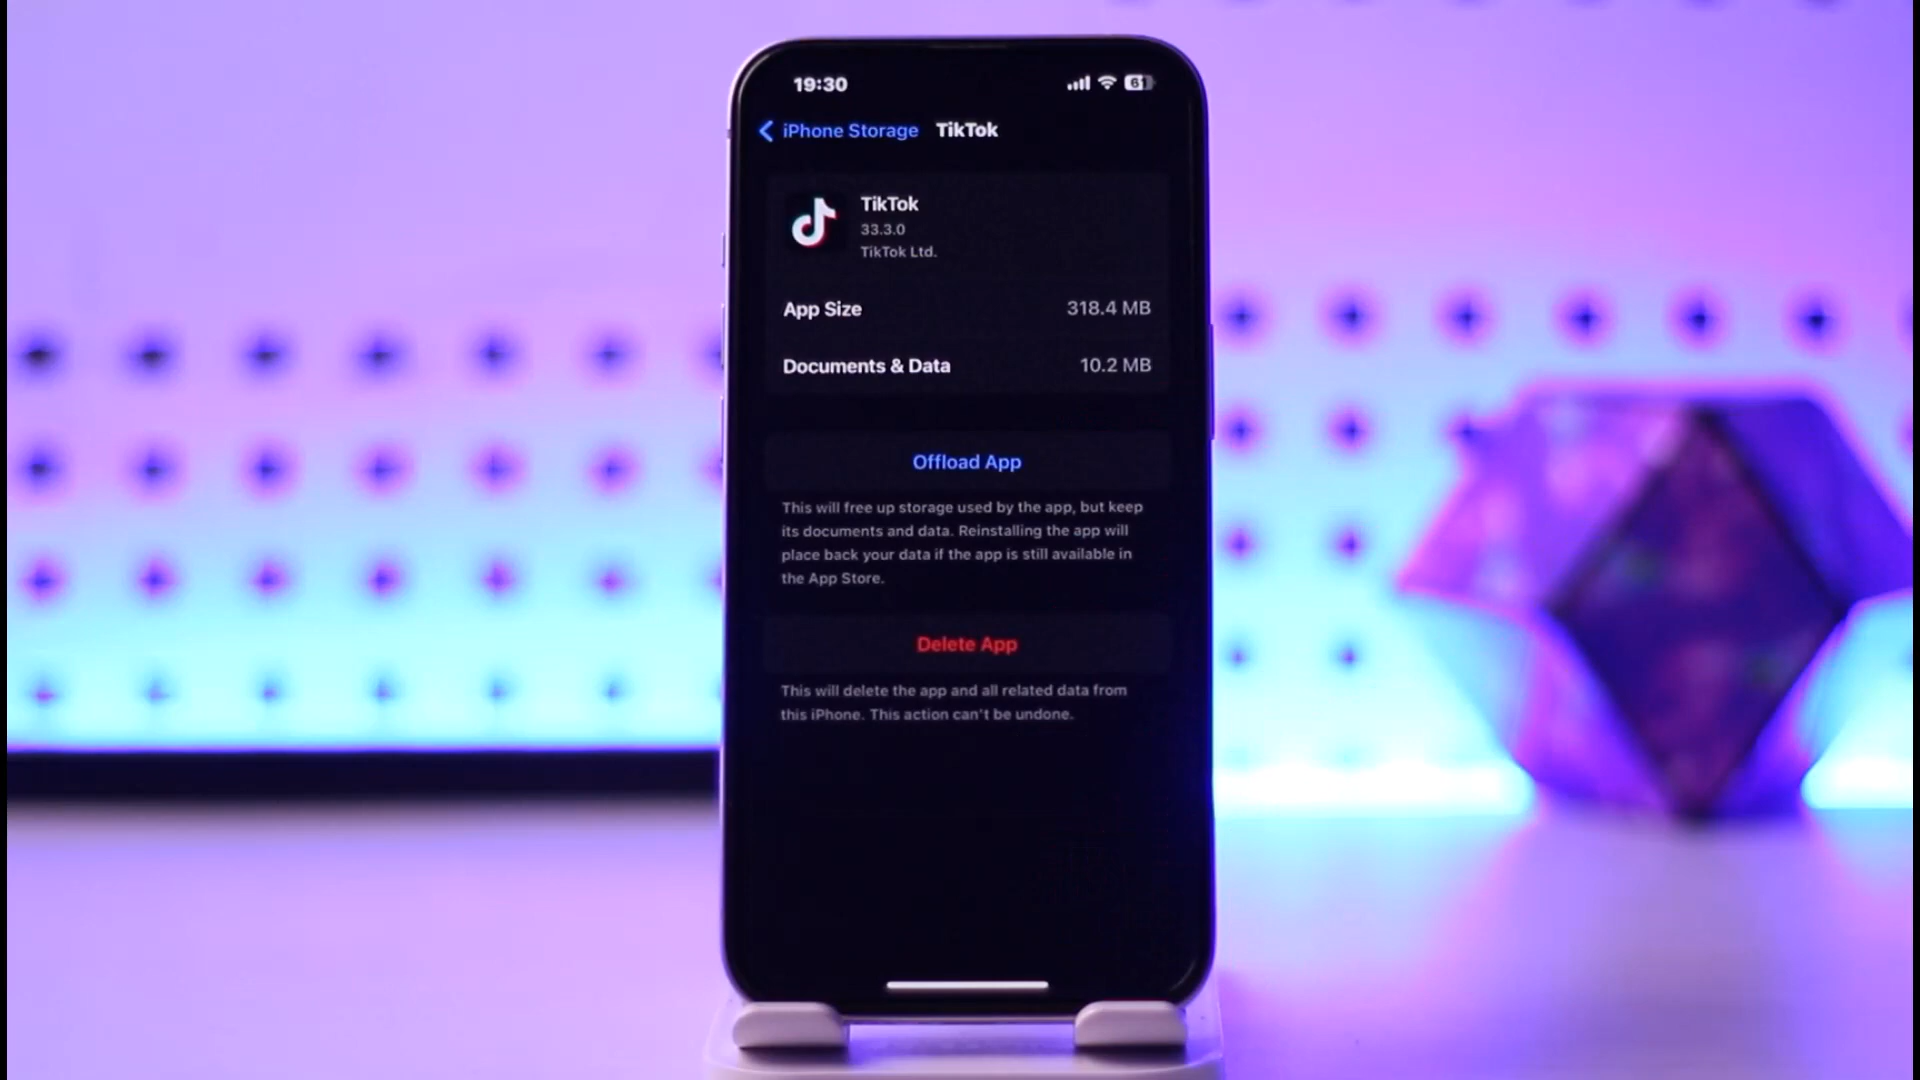 19:30
61
iPhone Storage TikTok
TikTok
33.3.0
TikTok Ltd.
App Size 318.4 MB
Documents & Data 10.2 MB
Offload App
This will free up storage used by the app, but keep
its documents and data. Reinstalling the app will
place back your data if the app is still available in
the App Store.
Delete App
This will delete the app and all related data from
this iPhone. This action can't be undone.